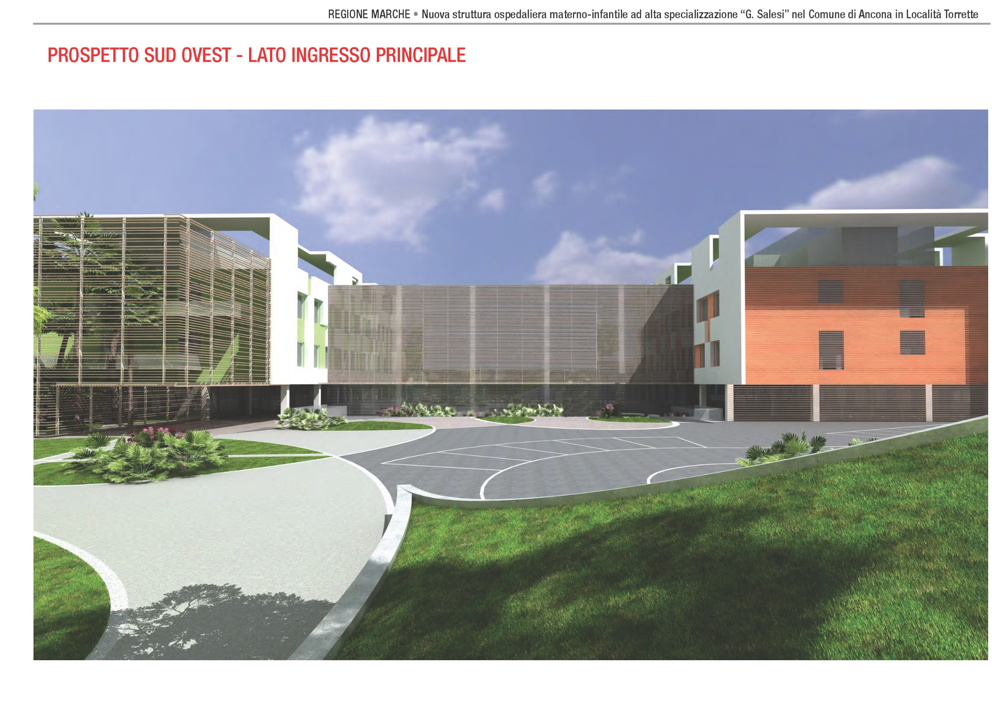 REGIONE MARCHE • Nuova struttura ospedaliera materno-infantile ad alta specializzazione “G. Salesi” nel Comune di Ancona in Località Torrette
PROSPETTO SUD OVEST - LATO INGRESSO PRINCIPALE